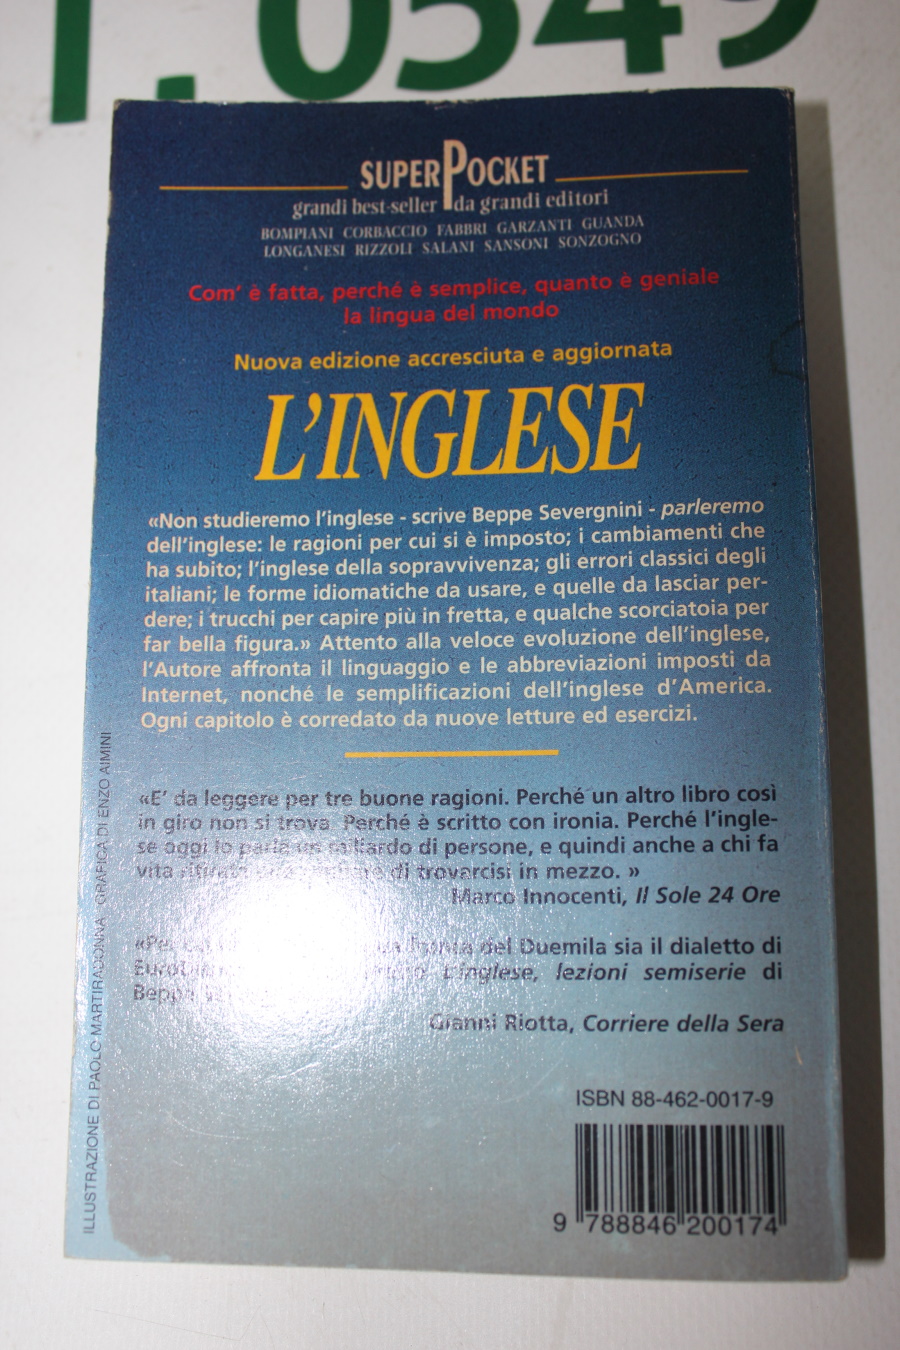 T. 0549
SUPERPOCKET
grandi best-seller da grandi editori
BOMPIANI CORBACCIO FABBRI GARZANTI GUANDA
LONGANESI RIZZOLI SALANI SANSONI SONZOGNO
Com' è fatta, perché è semplice, quanto è geniale
la lingua del mondo
Nuova edizione accresciuta e aggiornata
L'INGLESE
«Non studieremo l'inglese - scrive Beppe Severgnini - parleremo
dell'inglese: le ragioni per cui si è imposto; i cambiamenti che
ha subito; l'inglese della sopravvivenza; gli errori classici degli
italiani; le forme idiomatiche da usare, e quelle da lasciar per-
dere; i trucchi per capire più in fretta, e qualche scorciatoia per
far bella figura.» Attento alla veloce evoluzione dell'inglese,
l'Autore affronta il linguaggio e le abbreviazioni imposti da
Internet, nonché le semplificazioni dell'inglese d'America.
Ogni capitolo è corredato da nuove letture ed esercizi.
«E' da leggere per tre buone ragioni. Perché un altro libro così
in giro non si trova. Perché è scritto con ironia. Perché l'ingle-
se oggi lo parla un miliardo di persone, e quindi anche a chi fa
vita di trovarcisi in mezzo. »
Marco Innocenti, Il Sole 24 Ore
del Duemila sia il dialetto di
L'inglese, lezioni semiserie di
Beppe
Gianni Riotta, Corriere della Sera
ISBN 88-462-0017-9
9 788846 200174
ILLUSTRAZIONE DI PAOLO MARTIRADONNA GRAFICA DI ENZO AIMINI